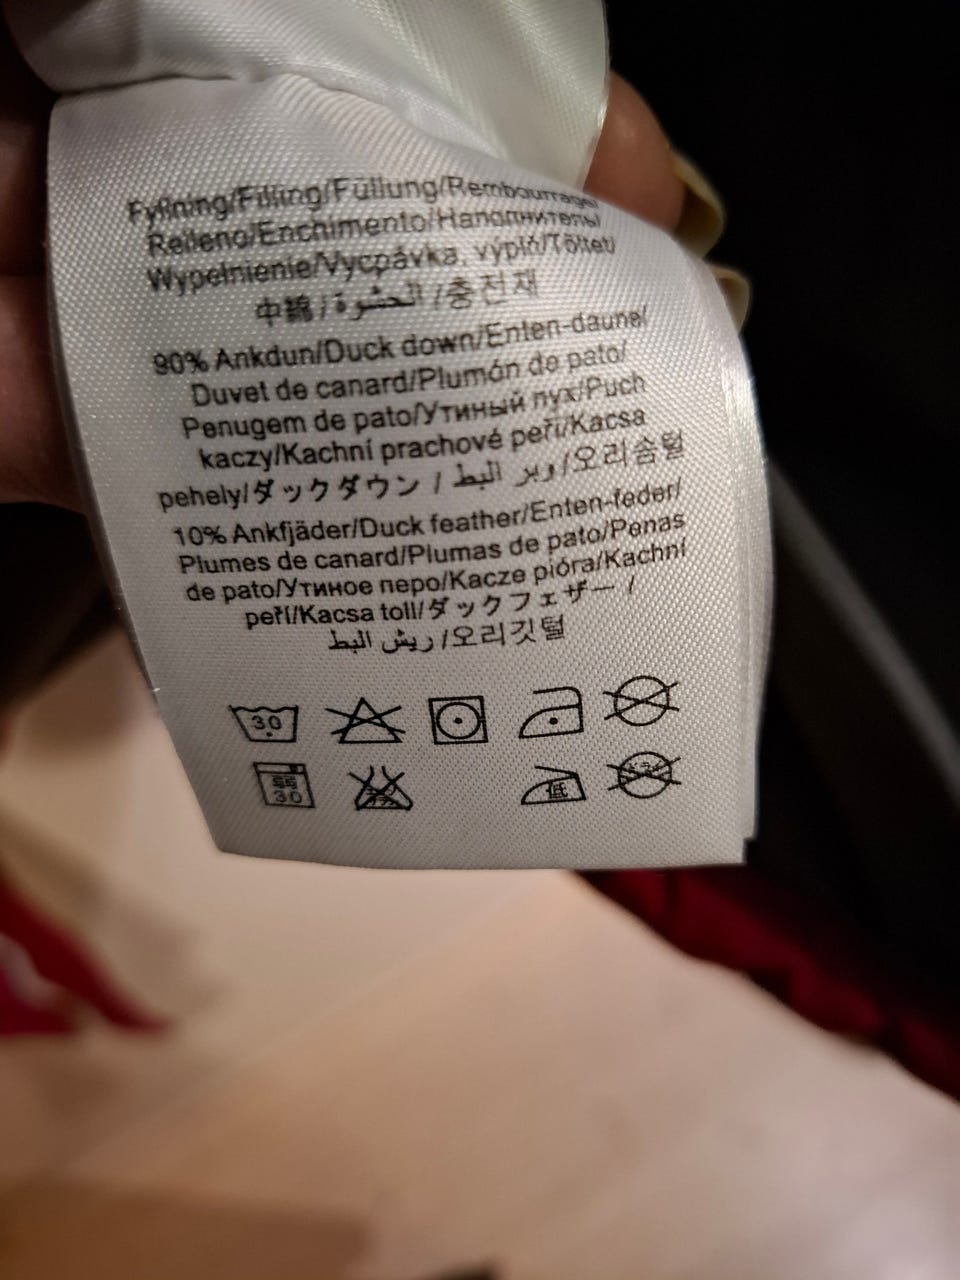 Fyllning/Filling/Füllung/Rembourrage/
Relleno/Enchimento/Наполнитель/
Wypełnienie/Vycpávka, výplň/Töltet/
中綿/الحشوة/충전재
90% Ankdun/Duck down/Enten-daune/
Duvet de canard/Plumón de pato/
Penugem de pato/Утиный пух/Puch
kaczy/Kachní prachové peří/Kacsa
pehely/ダックダウン/وبر البط/오리솜털
10% Ankfjäder/Duck feather/Enten-feder/
Plumes de canard/Plumas de pato/Penas
de pato/Утиное перо/Kacze pióra/Kachní
peří/Kacsa toll/ダックフェザー/
ريش البط/오리깃털
30
弱
30
低